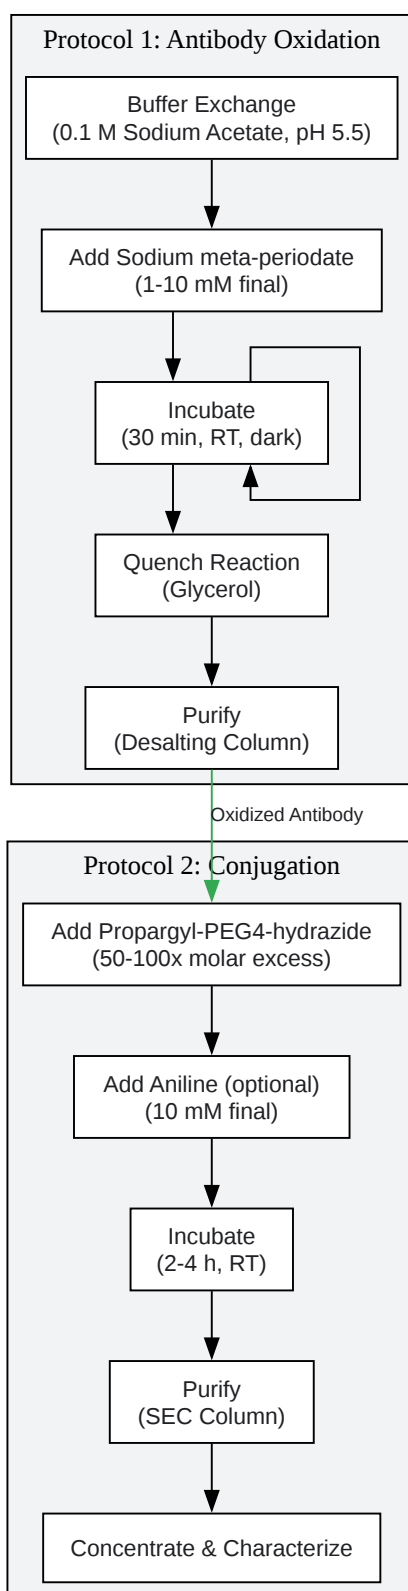 Protocol 1: Antibody Oxidation
Buffer Exchange
(0.1 M Sodium Acetate, pH 5.5)
Add Sodium meta-periodate
(1-10 mM final)
Incubate
(30 min, RT, dark)
Quench Reaction
(Glycerol)
Purify
(Desalting Column)
Oxidized Antibody
Protocol 2: Conjugation
Add Propargyl-PEG4-hydrazide
(50-100x molar excess)
Add Aniline (optional)
(10 mM final)
Incubate
(2-4 h, RT)
Purify
(SEC Column)
Concentrate & Characterize